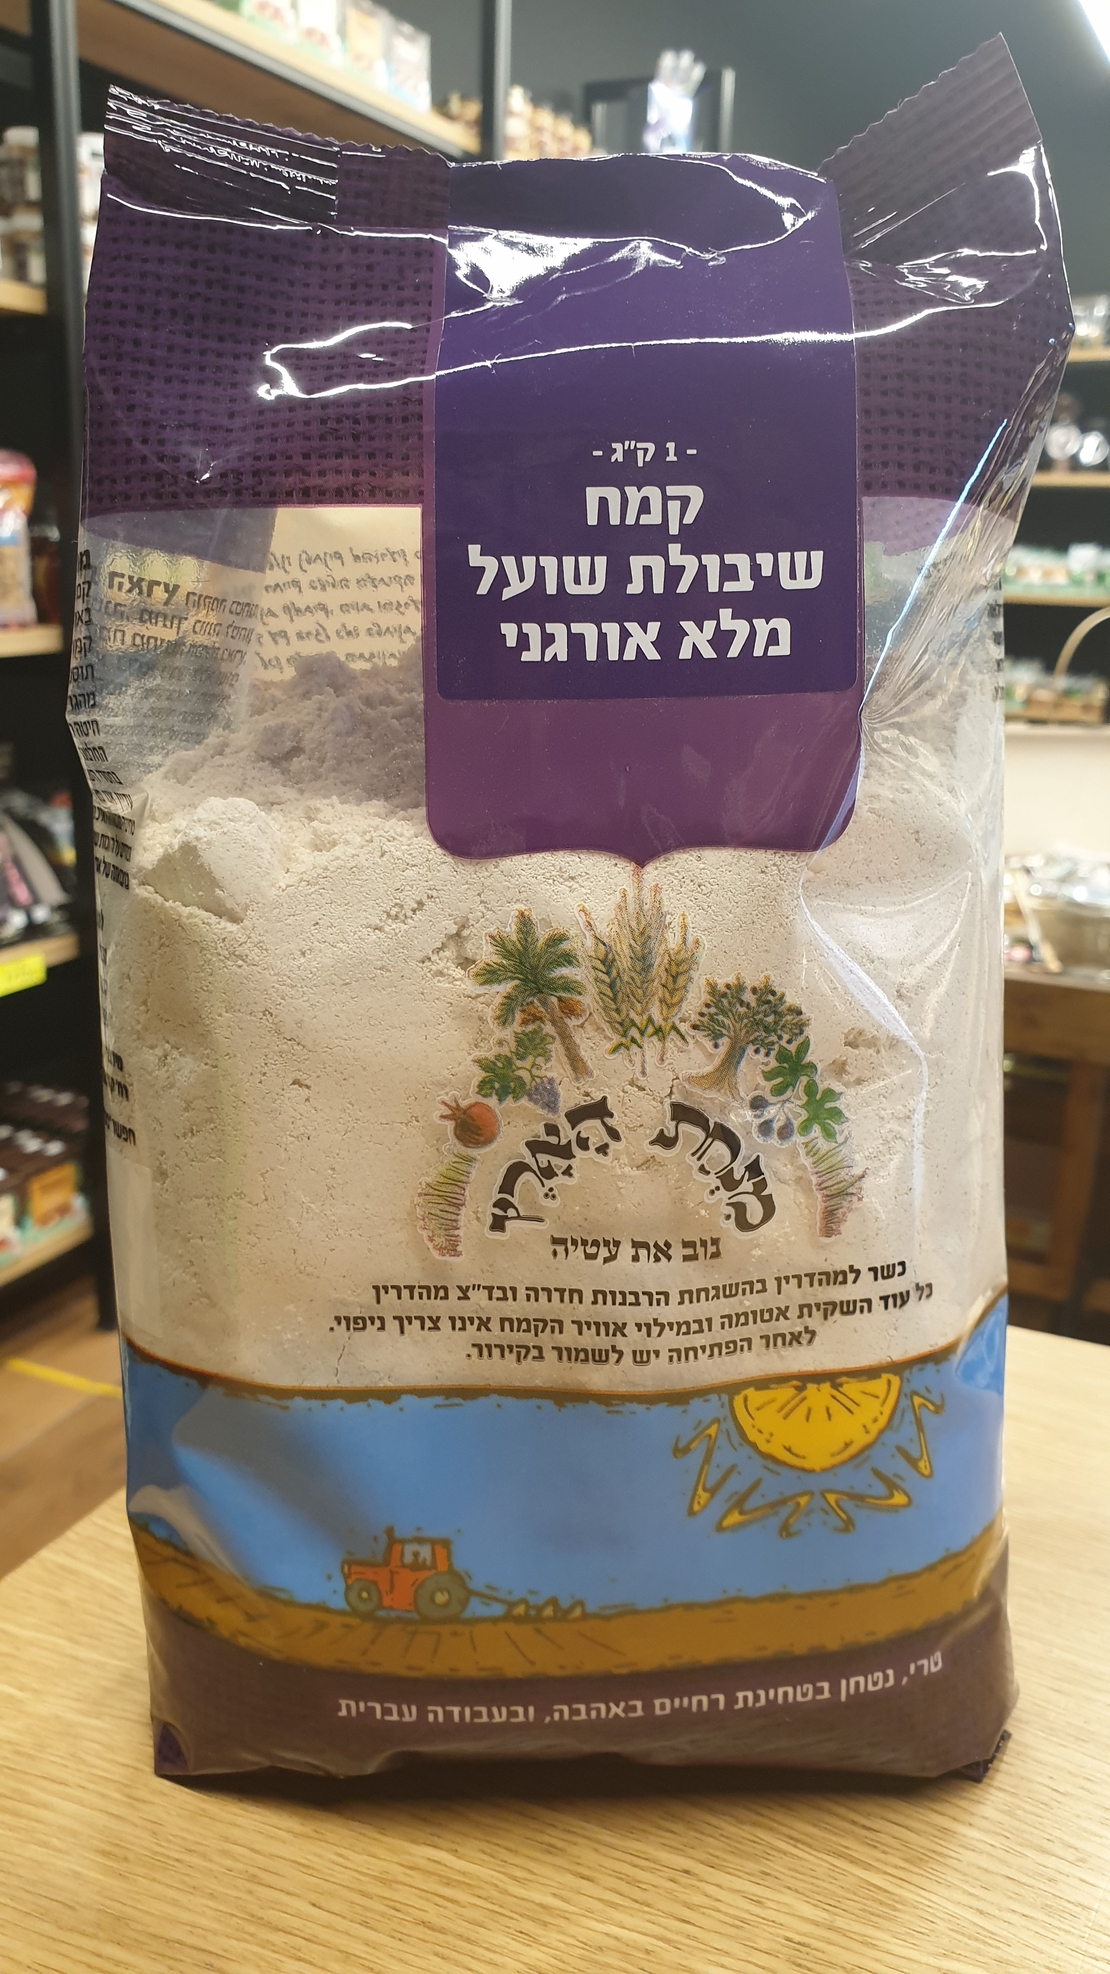 - 1 ק"ג -
קמח
שיבולת שועל
מלא אורגני
מִנְחַת הָאָרֶץ
נוב את עטיה
כשר למהדרין בהשגחת הרבנות חדרה ובד"צ מהדרין
כל עוד השקית אטומה ובמילוי אוויר הקמח אינו צריך ניפוי.
לאחר הפתיחה יש לשמור בקירור.
טרי, נטחן בטחינת רחיים באהבה, ובעבודה עברית